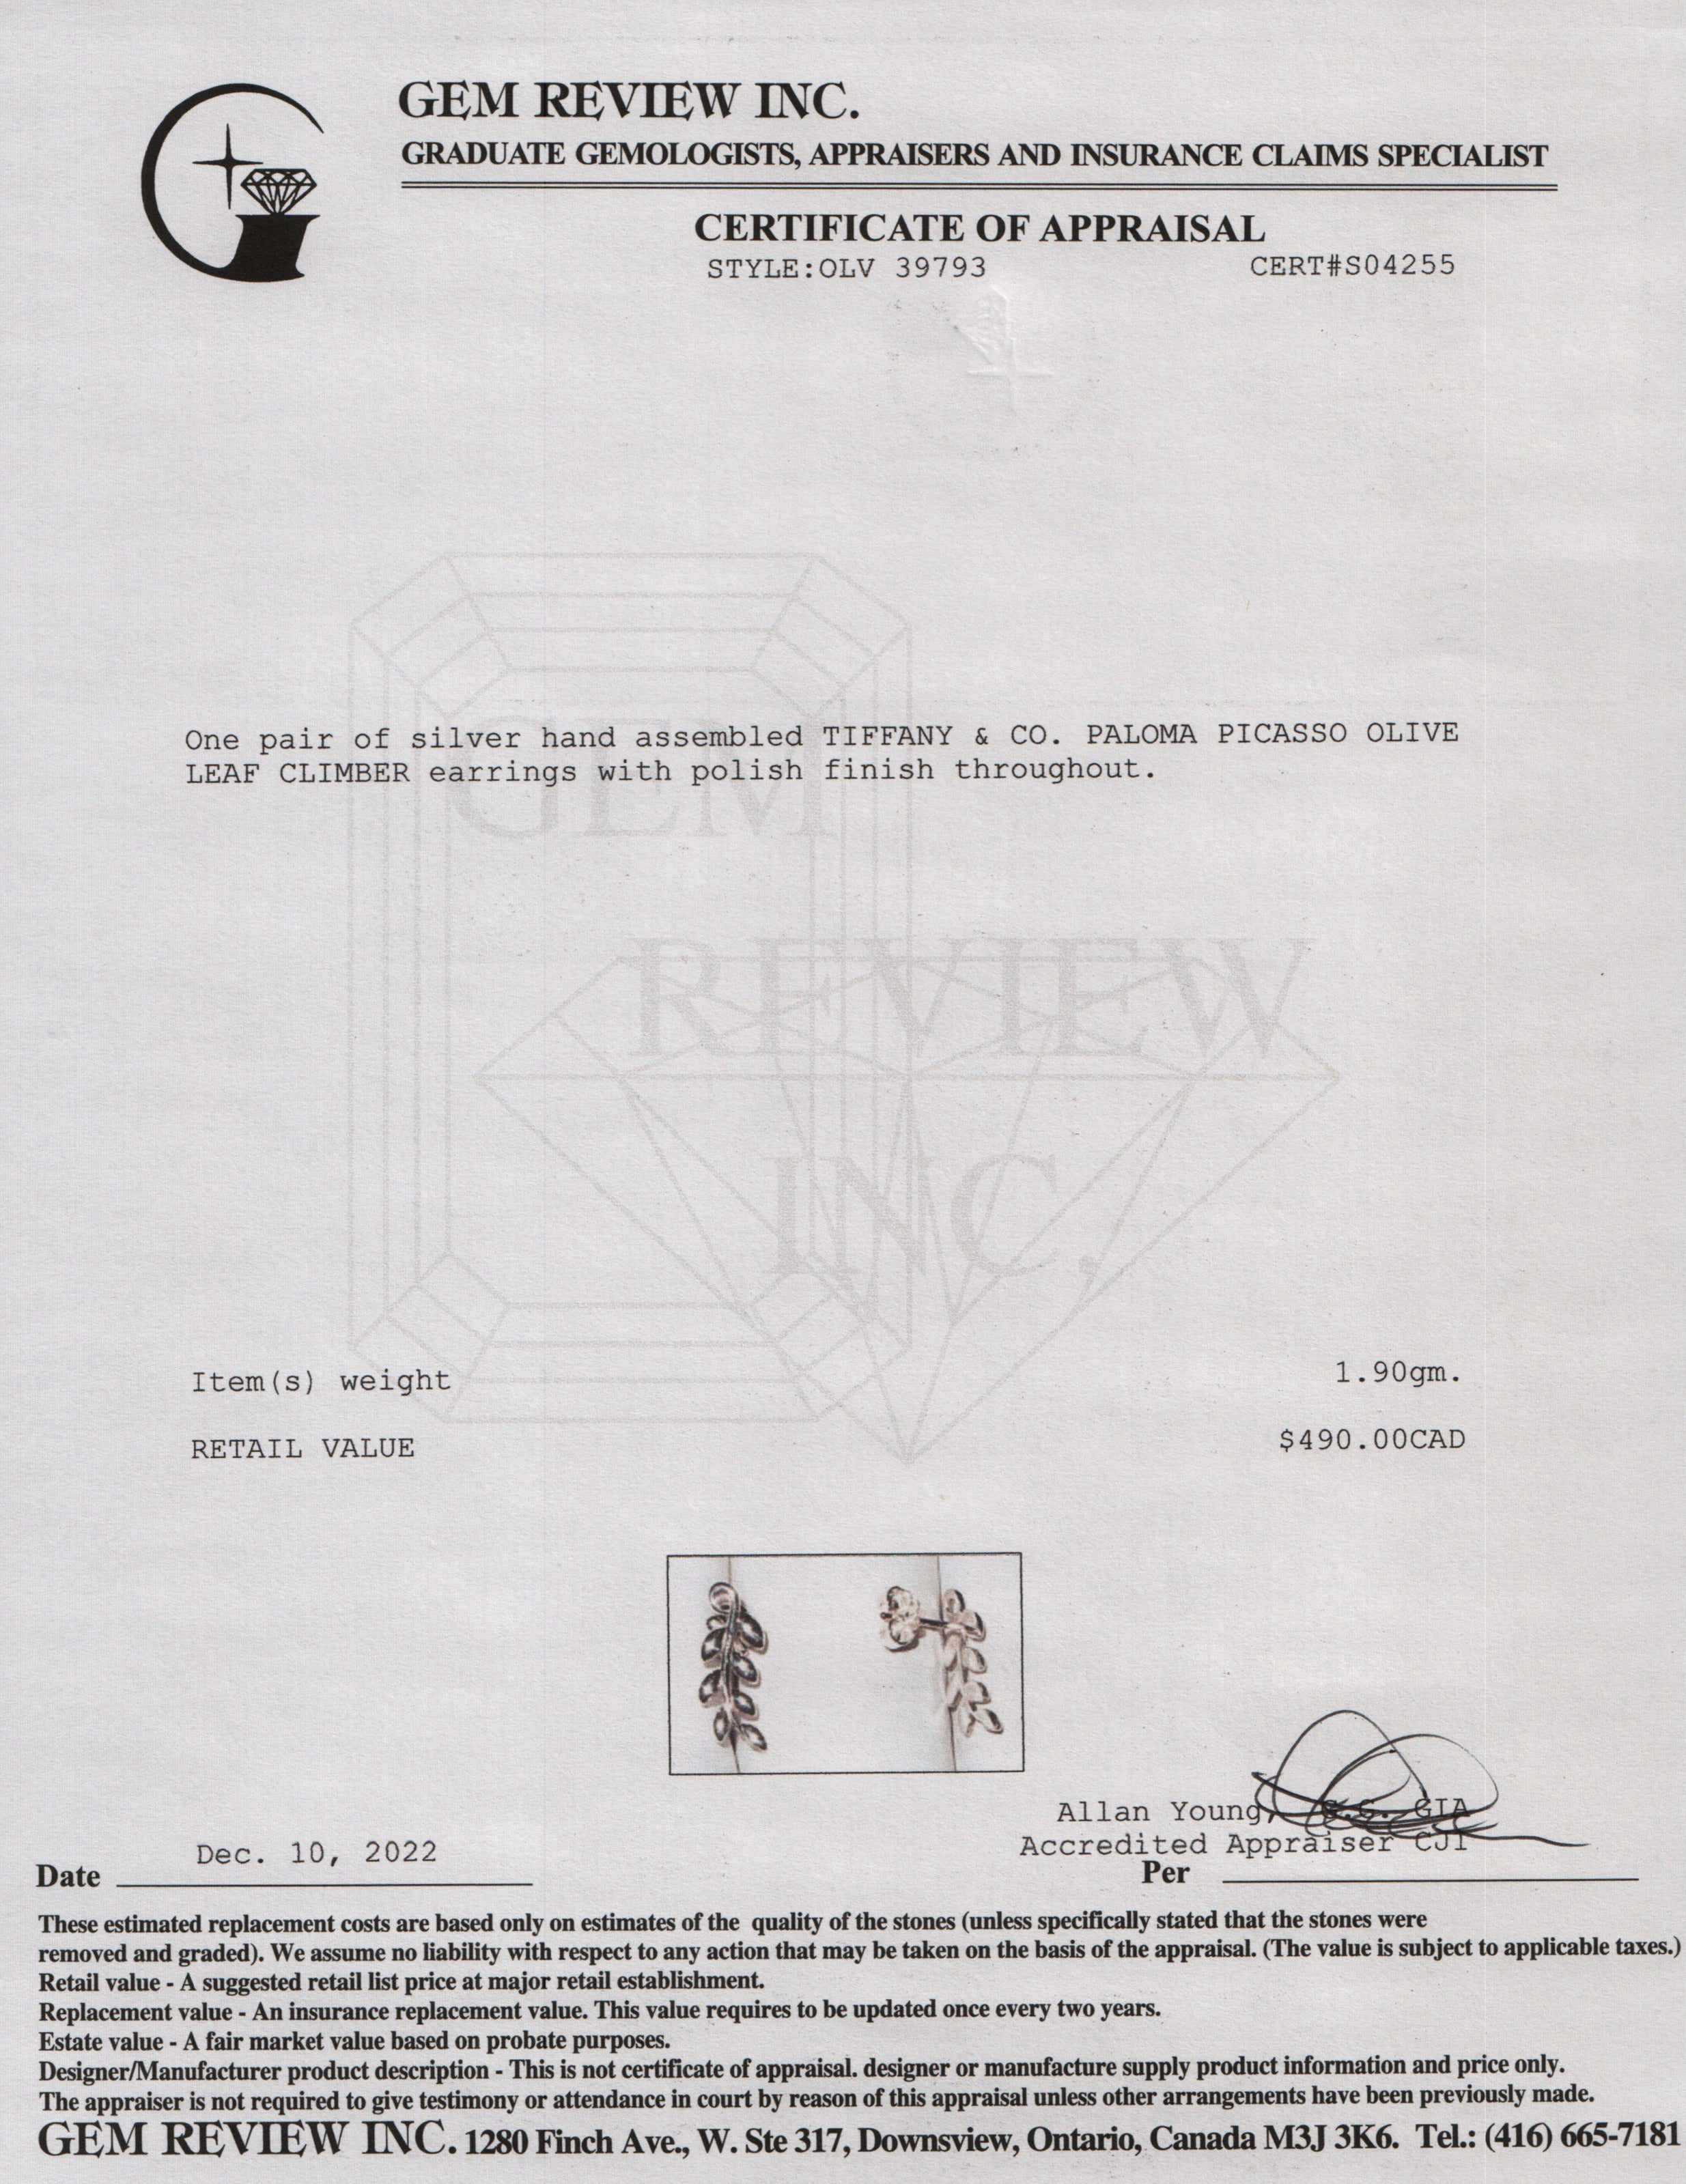 GEM REVIEW INC.
GRADUATE GEMOLOGISTS, APPRAISERS AND INSURANCE CLAIMS SPECIALIST
CERTIFICATE OF APPRAISAL
STYLE:OLV 39793 CERT#S04255
One pair of silver hand assembled TIFFANY & CO. PALOMA PICASSO OLIVE
LEAF CLIMBER earrings with polish finish throughout.
GEM
REVIEW
INC.
Item(s) weight 1.90gm.
RETAIL VALUE $490.00CAD
Allan Young, G.G. GIA
Accredited Appraiser CJI
Date Dec. 10, 2022
Per
These estimated replacement costs are based only on estimates of the quality of the stones (unless specifically stated that the stones were
removed and graded). We assume no liability with respect to any action that may be taken on the basis of the appraisal. (The value is subject to applicable taxes.)
Retail value - A suggested retail list price at major retail establishment.
Replacement value - An insurance replacement value. This value requires to be updated once every two years.
Estate value - A fair market value based on probate purposes.
Designer/Manufacturer product description - This is not certificate of appraisal. designer or manufacture supply product information and price only.
The appraiser is not required to give testimony or attendance in court by reason of this appraisal unless other arrangements have been previously made.
GEM REVIEW INC. 1280 Finch Ave., W. Ste 317, Downsview, Ontario, Canada M3J 3K6. Tel.: (416) 665-7181